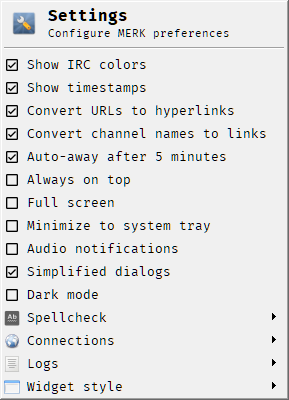 Settings
Configure MERK preferences
Show IRC colors
Show timestamps
Convert URLs to hyperlinks
Convert channel names to links
Auto-away after 5 minutes
Always on top
Full screen
Minimize to system tray
Audio notifications
Simplified dialogs
Dark mode
Ab Spellcheck
Connections
Logs
Widget style